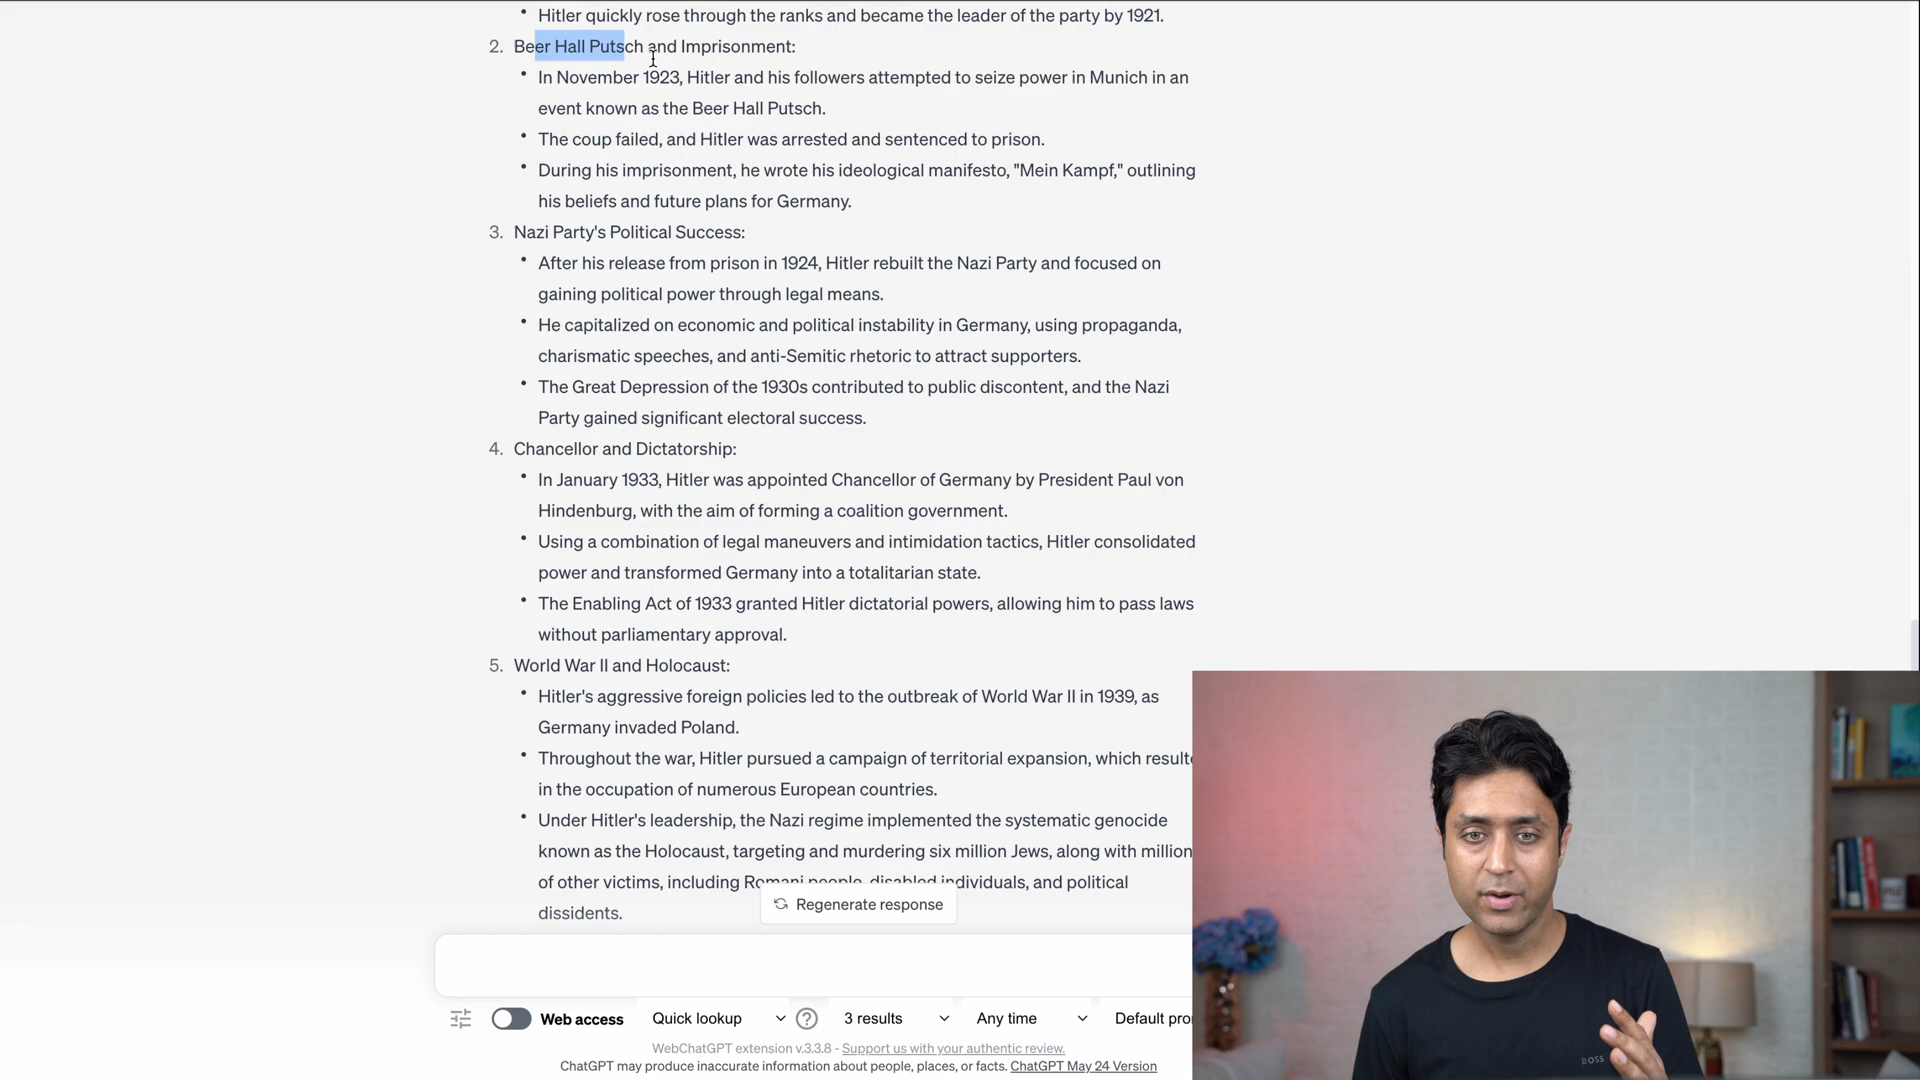 Hitler quickly rose through the ranks and became the leader of the party by 1921.
2. Beer Hall Putsch and Imprisonment:
In November 1923, Hitler and his followers attempted to seize power in Munich in an
event known as the Beer Hall Putsch.
The coup failed, and Hitler was arrested and sentenced to prison.
During his imprisonment, he wrote his ideological manifesto, "Mein Kampf," outlining
his beliefs and future plans for Germany.
3. Nazi Party's Political Success:
After his release from prison in 1924, Hitler rebuilt the Nazi Party and focused on
gaining political power through legal means.
He capitalized on economic and political instability in Germany, using propaganda,
charismatic speeches, and anti-Semitic rhetoric to attract supporters.
The Great Depression of the 1930s contributed to public discontent, and the Nazi
Party gained significant electoral success.
4. Chancellor and Dictatorship:
In January 1933, Hitler was appointed Chancellor of Germany by President Paul von
Hindenburg, with the aim of forming a coalition government.
Using a combination of legal maneuvers and intimidation tactics, Hitler consolidated
power and transformed Germany into a totalitarian state.
The Enabling Act of 1933 granted Hitler dictatorial powers, allowing him to pass laws
without parliamentary approval.
5. World War II and Holocaust:
Hitler's aggressive foreign policies led to the outbreak of World War II in 1939, as
Germany invaded Poland.
Throughout the war, Hitler pursued a campaign of territorial expansion, which resulte
in the occupation of numerous European countries.
Under Hitler's leadership, the Nazi regime implemented the systematic genocide
known as the Holocaust, targeting and murdering six million Jews, along with million
of other victims, including Romani people, disabled individuals, and political
dissidents.
Regenerate response
Web access Quick lookup ? 3 results Any time Default pro
WebChatGPT extension v.3.3.8 - Support us with your authentic review.
ChatGPT may produce inaccurate information about people, places, or facts. ChatGPT May 24 Version
BOSS